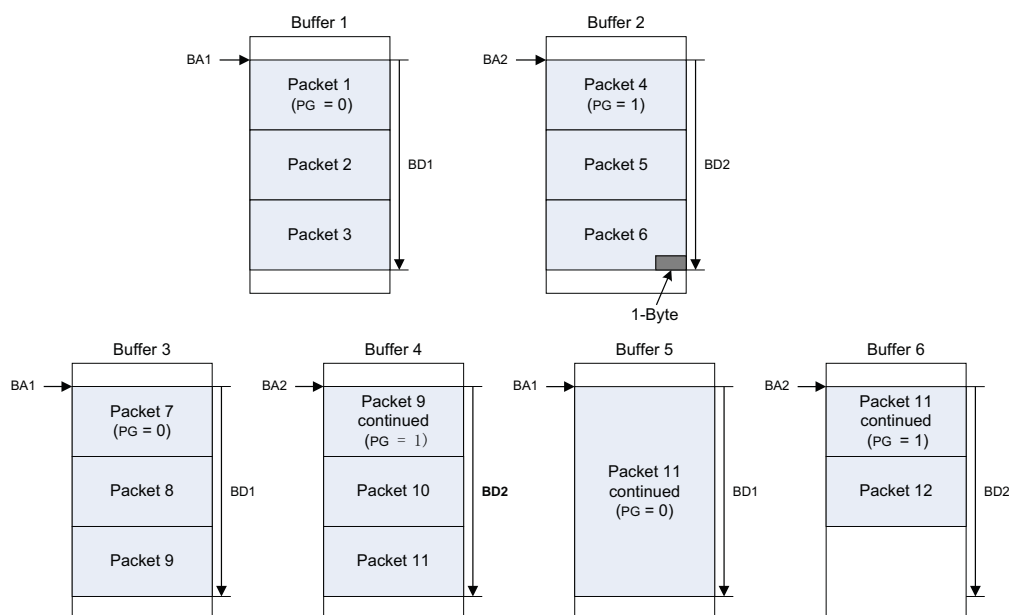 Buffer 1
BA1
Packet 1
(PG = 0)
Packet 2
Packet 3
BD1
Buffer 2
BA2
Packet 4
(PG = 1)
Packet 5
Packet 6
BD2
1-Byte
Buffer 3
BA1
Packet 7
(PG = 0)
Packet 8
Packet 9
BD1
Buffer 4
BA2
Packet 9
continued
(PG = 1)
Packet 10
Packet 11
BD2
Buffer 5
BA1
Packet 11
continued
(PG = 0)
BD1
Buffer 6
BA2
Packet 11
continued
(PG = 1)
Packet 12
BD2